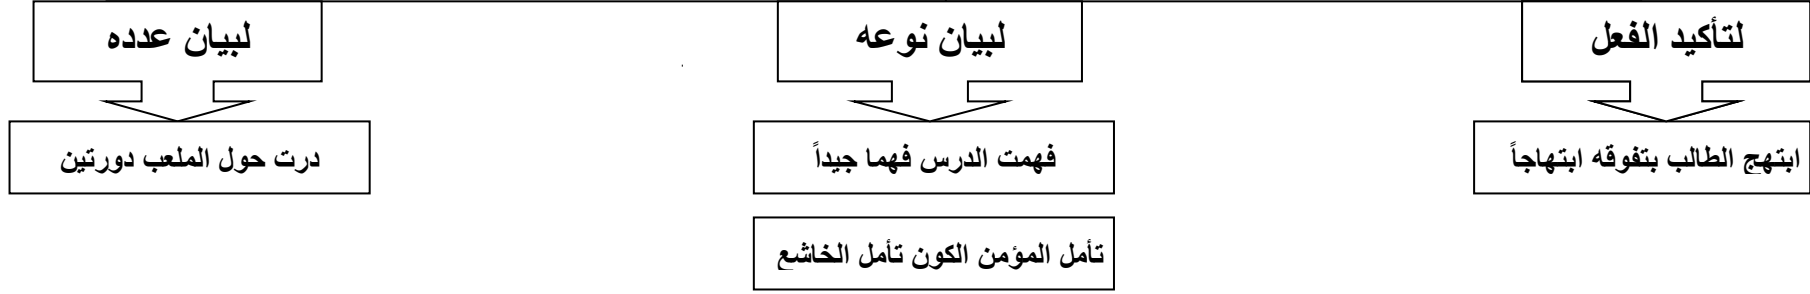 لتأكيد الفعل
لبيان نوعه
لبيان عدده
ابتهج الطالب بتفوقه ابتهاجاً
فهمت الدرس فهما جيداً
درت حول الملعب دورتين
تأمل المؤمن الكون تأمل الخاشع